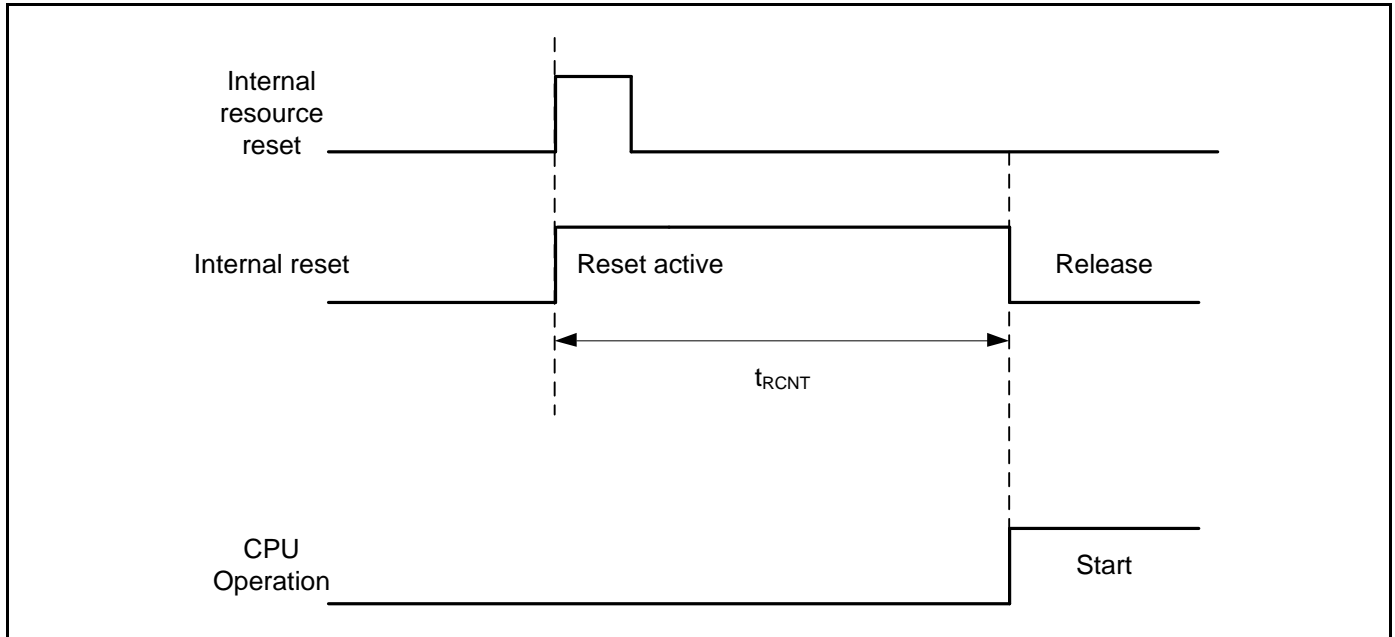 Internal
resource
reset
Internal reset
Reset active
Release
tRCNT
CPU
Operation
Start